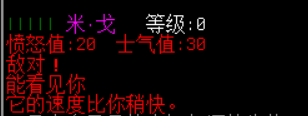 ||||| 米·戈 等级:0
愤怒值:20 士气值:30
敌对！
能看见你
它的速度比你稍快。